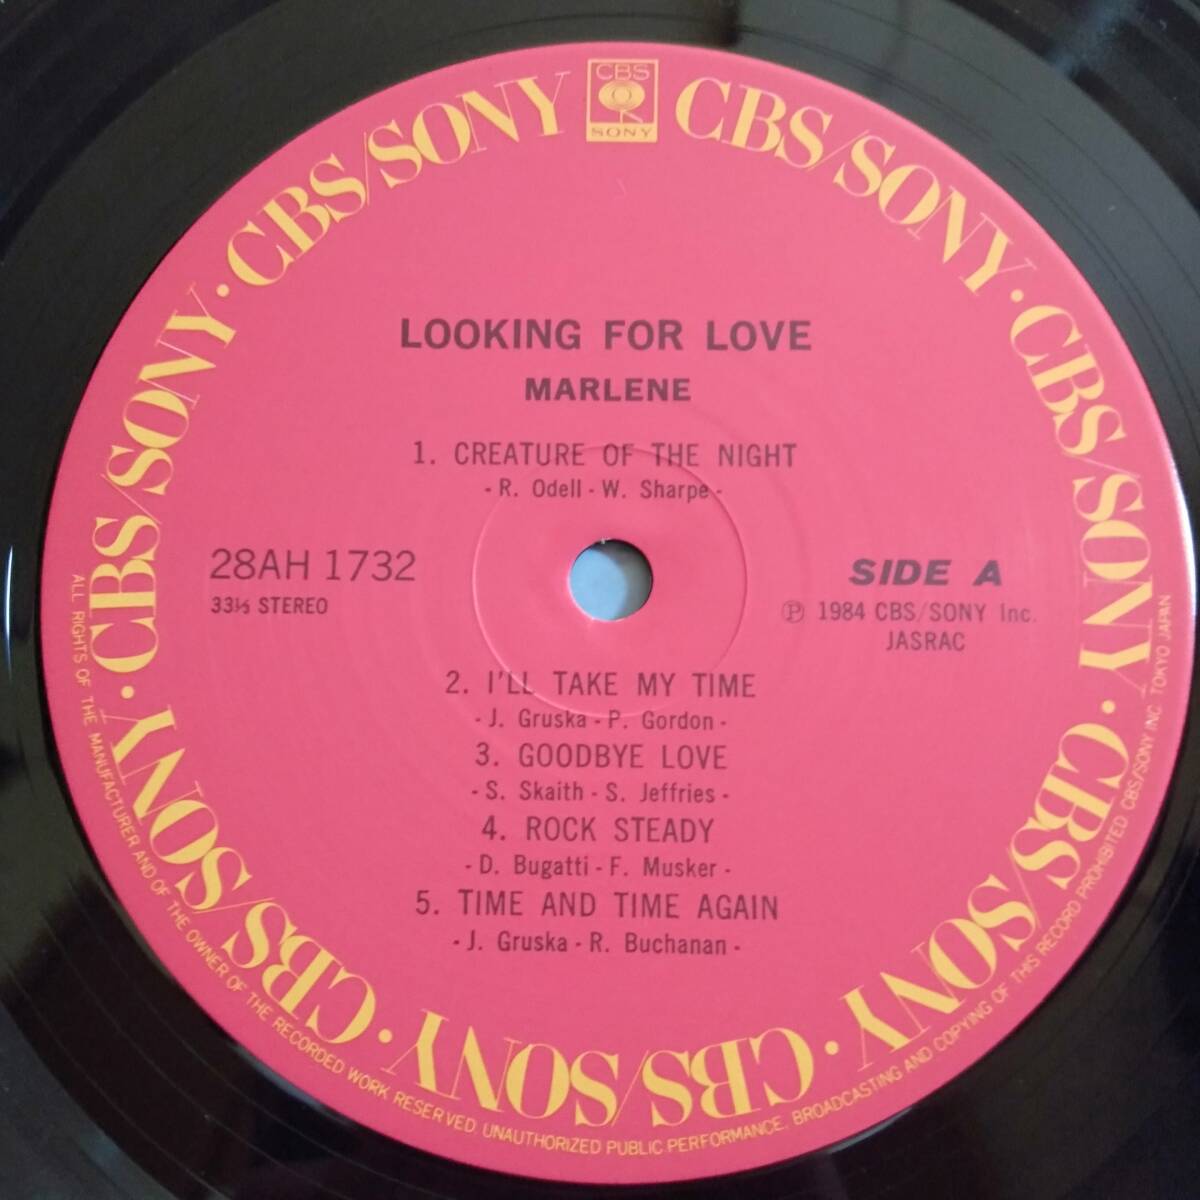 CBS
SONY
CBS/SONY · CBS/SONY · CBS/SONY · CBS/SONY · CBS/SONY · CBS/SONY · CBS/SONY · CBS/SONY
LOOKING FOR LOVE
MARLENE
1. CREATURE OF THE NIGHT
- R. Odell - W. Sharpe -
28AH 1732
33⅓ STEREO
SIDE A
Ⓟ 1984 CBS/SONY Inc.
JASRAC
2. I'LL TAKE MY TIME
- J. Gruska - P. Gordon -
3. GOODBYE LOVE
- S. Skaith - S. Jeffries -
4. ROCK STEADY
- D. Bugatti - F. Musker -
5. TIME AND TIME AGAIN
- J. Gruska - R. Buchanan -
ALL RIGHTS OF THE MANUFACTURER AND OF THE OWNER OF THE RECORDED WORK RESERVED. UNAUTHORIZED PUBLIC PERFORMANCE. BROADCASTING AND COPYING OF THIS RECORD PROHIBITED CBS/SONY INC. TOKYO JAPAN